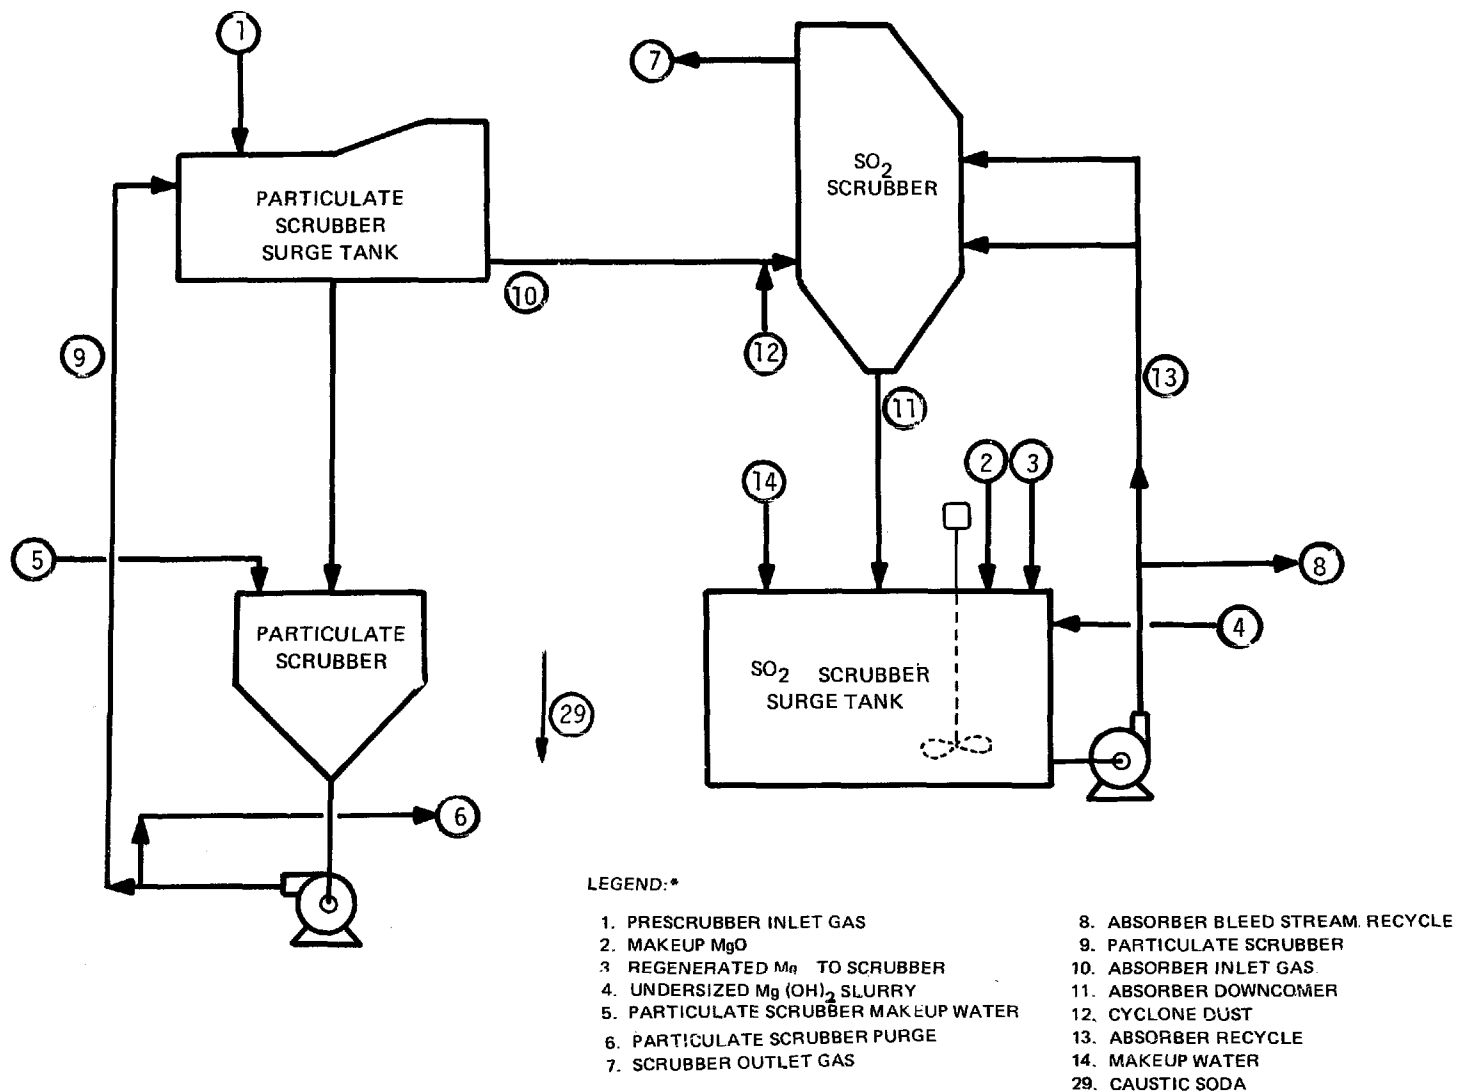 1
7
SO2
SCRUBBER
PARTICULATE
SCRUBBER
SURGE TANK
10
12
9
13
11
2
3
14
5
8
4
PARTICULATE
SCRUBBER
SO2 SCRUBBER
SURGE TANK
29
6
LEGEND:*
1. PRESCRUBBER INLET GAS
2. MAKEUP MgO
3 REGENERATED Mg TO SCRUBBER
4. UNDERSIZED Mg (OH)2 SLURRY
5. PARTICULATE SCRUBBER MAKEUP WATER
6. PARTICULATE SCRUBBER PURGE
7. SCRUBBER OUTLET GAS
8. ABSORBER BLEED STREAM. RECYCLE
9. PARTICULATE SCRUBBER
10. ABSORBER INLET GAS
11. ABSORBER DOWNCOMER
12. CYCLONE DUST
13. ABSORBER RECYCLE
14. MAKEUP WATER
29. CAUSTIC SODA